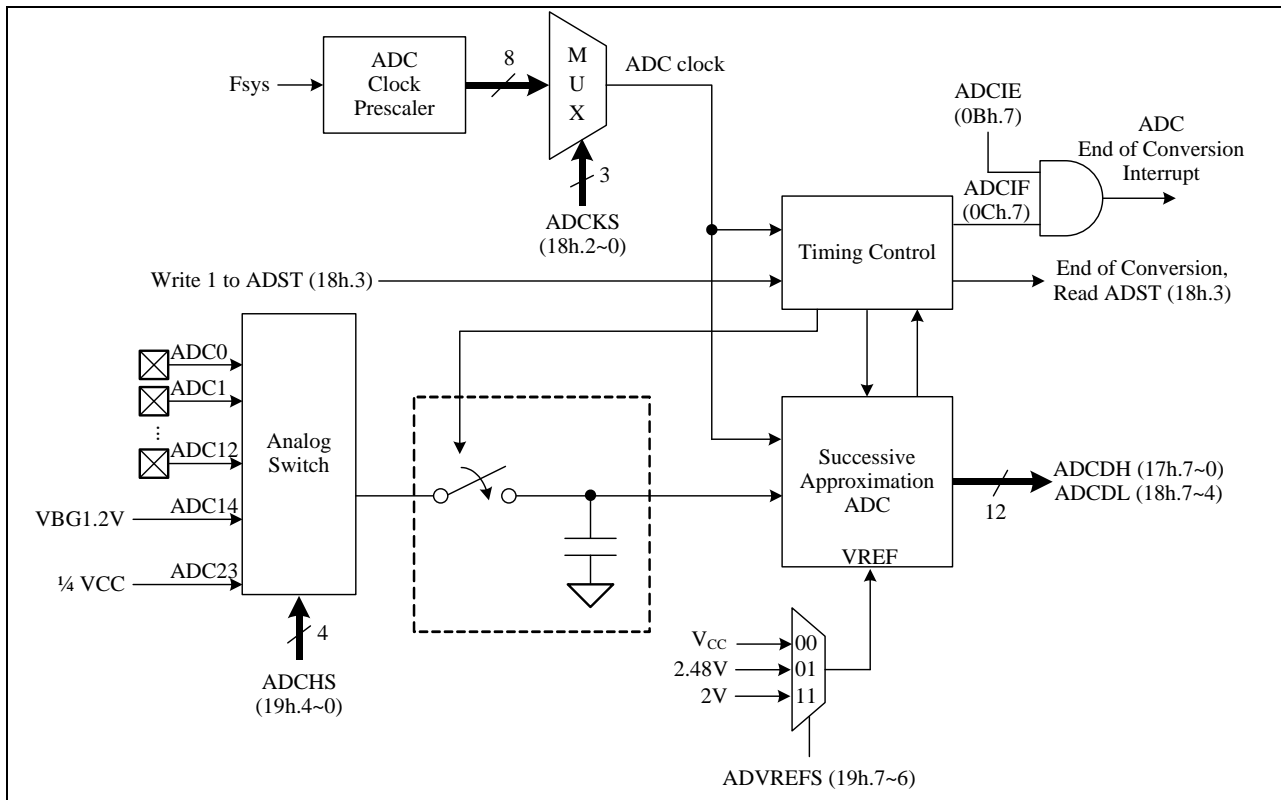 Fsys
ADC
Clock
Prescaler
8
M
U
X
ADC clock
3
ADCKS
(18h.2~0)
ADCIE
(0Bh.7)
ADCIF
(0Ch.7)
ADC
End of Conversion
Interrupt
Timing Control
Write 1 to ADST (18h.3)
End of Conversion,
Read ADST (18h.3)
ADC0
ADC1
...
ADC12
VBG1.2V
ADC14
¼ VCC
ADC23
Analog
Switch
4
ADCHS
(19h.4~0)
Successive
Approximation
ADC
VREF
12
ADCDH (17h.7~0)
ADCDL (18h.7~4)
VCC
00
2.48V
01
2V
11
ADVREFS (19h.7~6)